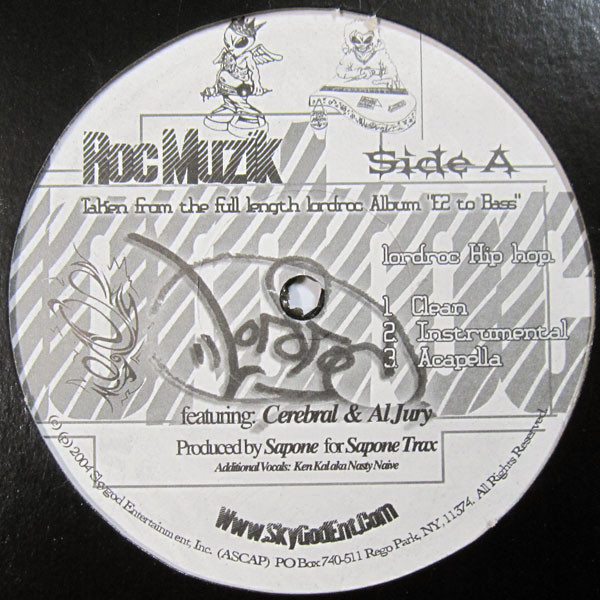 Roc Muzik
Side A
Taken from the full length lordroc Album "E2 to Bass"
lordroc Hip hop
1 Clean
2 Instrumental
3 Acapella
featuring: Cerebral & Al.Jury
Produced by Sapone for Sapone Trax
Additional Vocals: Ken Kal aka Nasty Naive
Www.SkyGodEnt.Com
© ℗ 2004 Skygod Entertainment, Inc. (ASCAP) PO Box 740-511 Rego Park, NY, 11374. All Rights Reserved